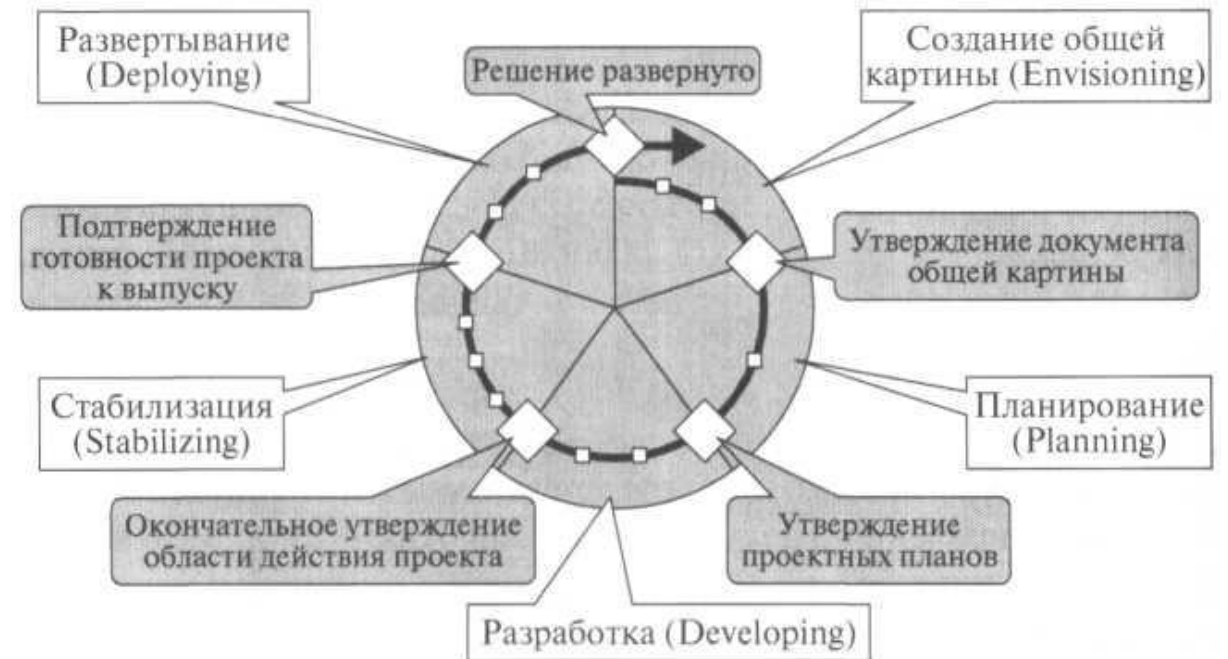 Развертывание
(Deploying)
Решение развернуто
Создание общей
картины (Envisioning)
Подтверждение
готовности проекта
к выпуску
Утверждение документа
общей картины
Стабилизация
(Stabilizing)
Планирование
(Planning)
Окончательное утверждение
области действия проекта
Утверждение
проектных планов
Разработка (Developing)